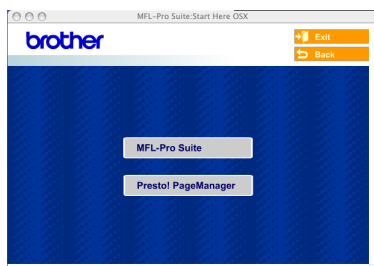 MFL-Pro Suite:Start Here OSX
brother
Exit
Back
MFL-Pro Suite
Presto! PageManager